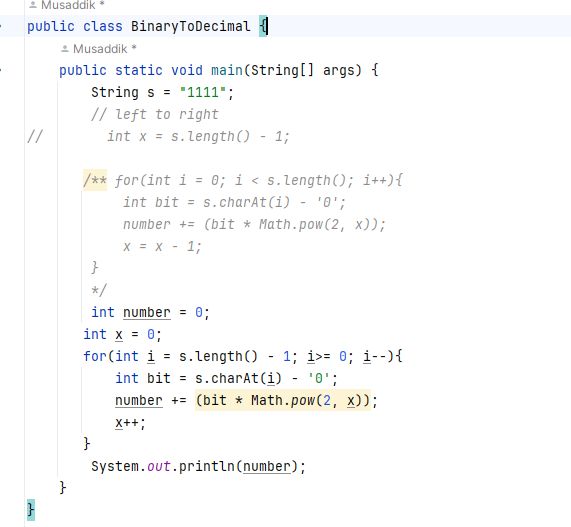 Musaddik *
public class BinaryToDecimal {
Musaddik *
    public static void main(String[] args) {
        String s = "1111";
        // left to right
//        int x = s.length() - 1;
       /** for(int i = 0; i < s.length(); i++){
            int bit = s.charAt(i) - '0';
            number += (bit * Math.pow(2, x));
            x = x - 1;
        }
        */
        int number = 0;
       int x = 0;
       for(int i = s.length() - 1; i>= 0; i--){
           int bit = s.charAt(i) - '0';
           number += (bit * Math.pow(2, x));
           x++;
       }
        System.out.println(number);
    }
}